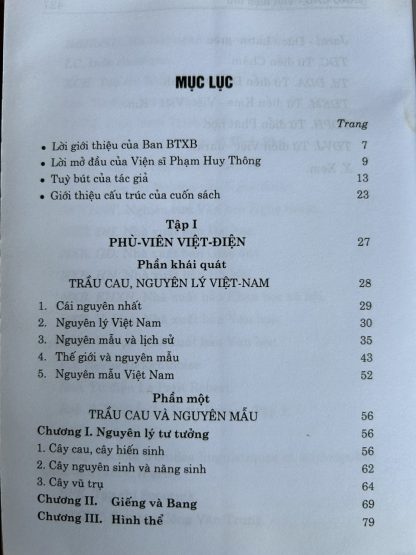 MỤC LỤC
Trang
• Lời giới thiệu của Ban BTXB 7
• Lời mở đầu của Viện sĩ Phạm Huy Thông 9
• Tuỳ bút của tác giả 13
• Giới thiệu cấu trúc của cuốn sách 23
Tập I
PHÙ-VIÊN VIỆT-ĐIỆN 27
Phần khái quát
TRẦU CAU, NGUYÊN LÝ VIỆT-NAM 28
1. Cái nguyên nhất 29
2. Nguyên lý Việt Nam 30
3. Nguyên mẫu và lịch sử 35
4. Thế giới và nguyên mẫu 43
5. Nguyên mẫu Việt Nam 52
Phần một
TRẦU CAU VÀ NGUYÊN MẪU 56
Chương I. Nguyên lý tư tưởng 56
1. Cây cau, cây hiến sinh 56
2. Cây nguyên sinh và năng sinh 62
3. Cây vũ trụ 64
Chương II. Giếng và Bang 69
Chương III. Hình thể 79